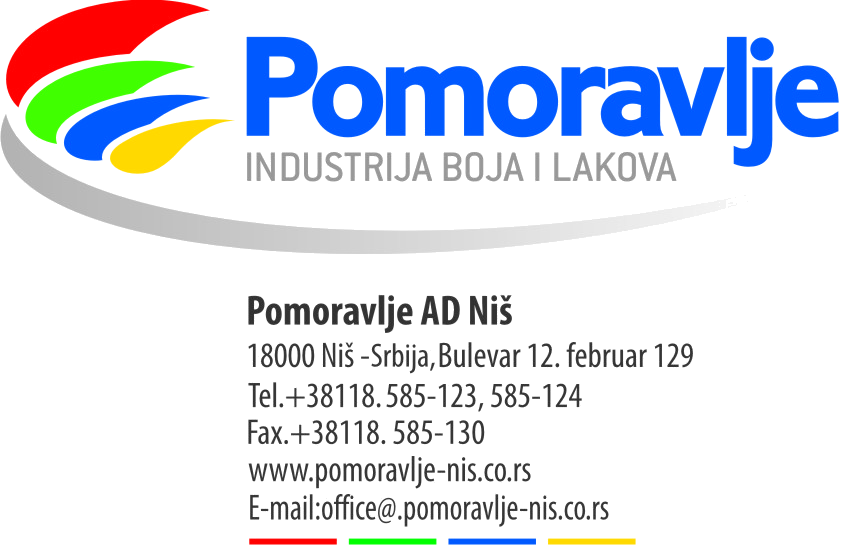 Pomoravlje
INDUSTRIJA BOJA I LAKOVA
Pomoravlje AD Niš
18000 Niš -Srbija, Bulevar 12. februar 129
Tel.+38118. 585-123, 585-124
Fax.+38118. 585-130
www.pomoravlje-nis.co.rs
E-mail:office@.pomoravlje-nis.co.rs